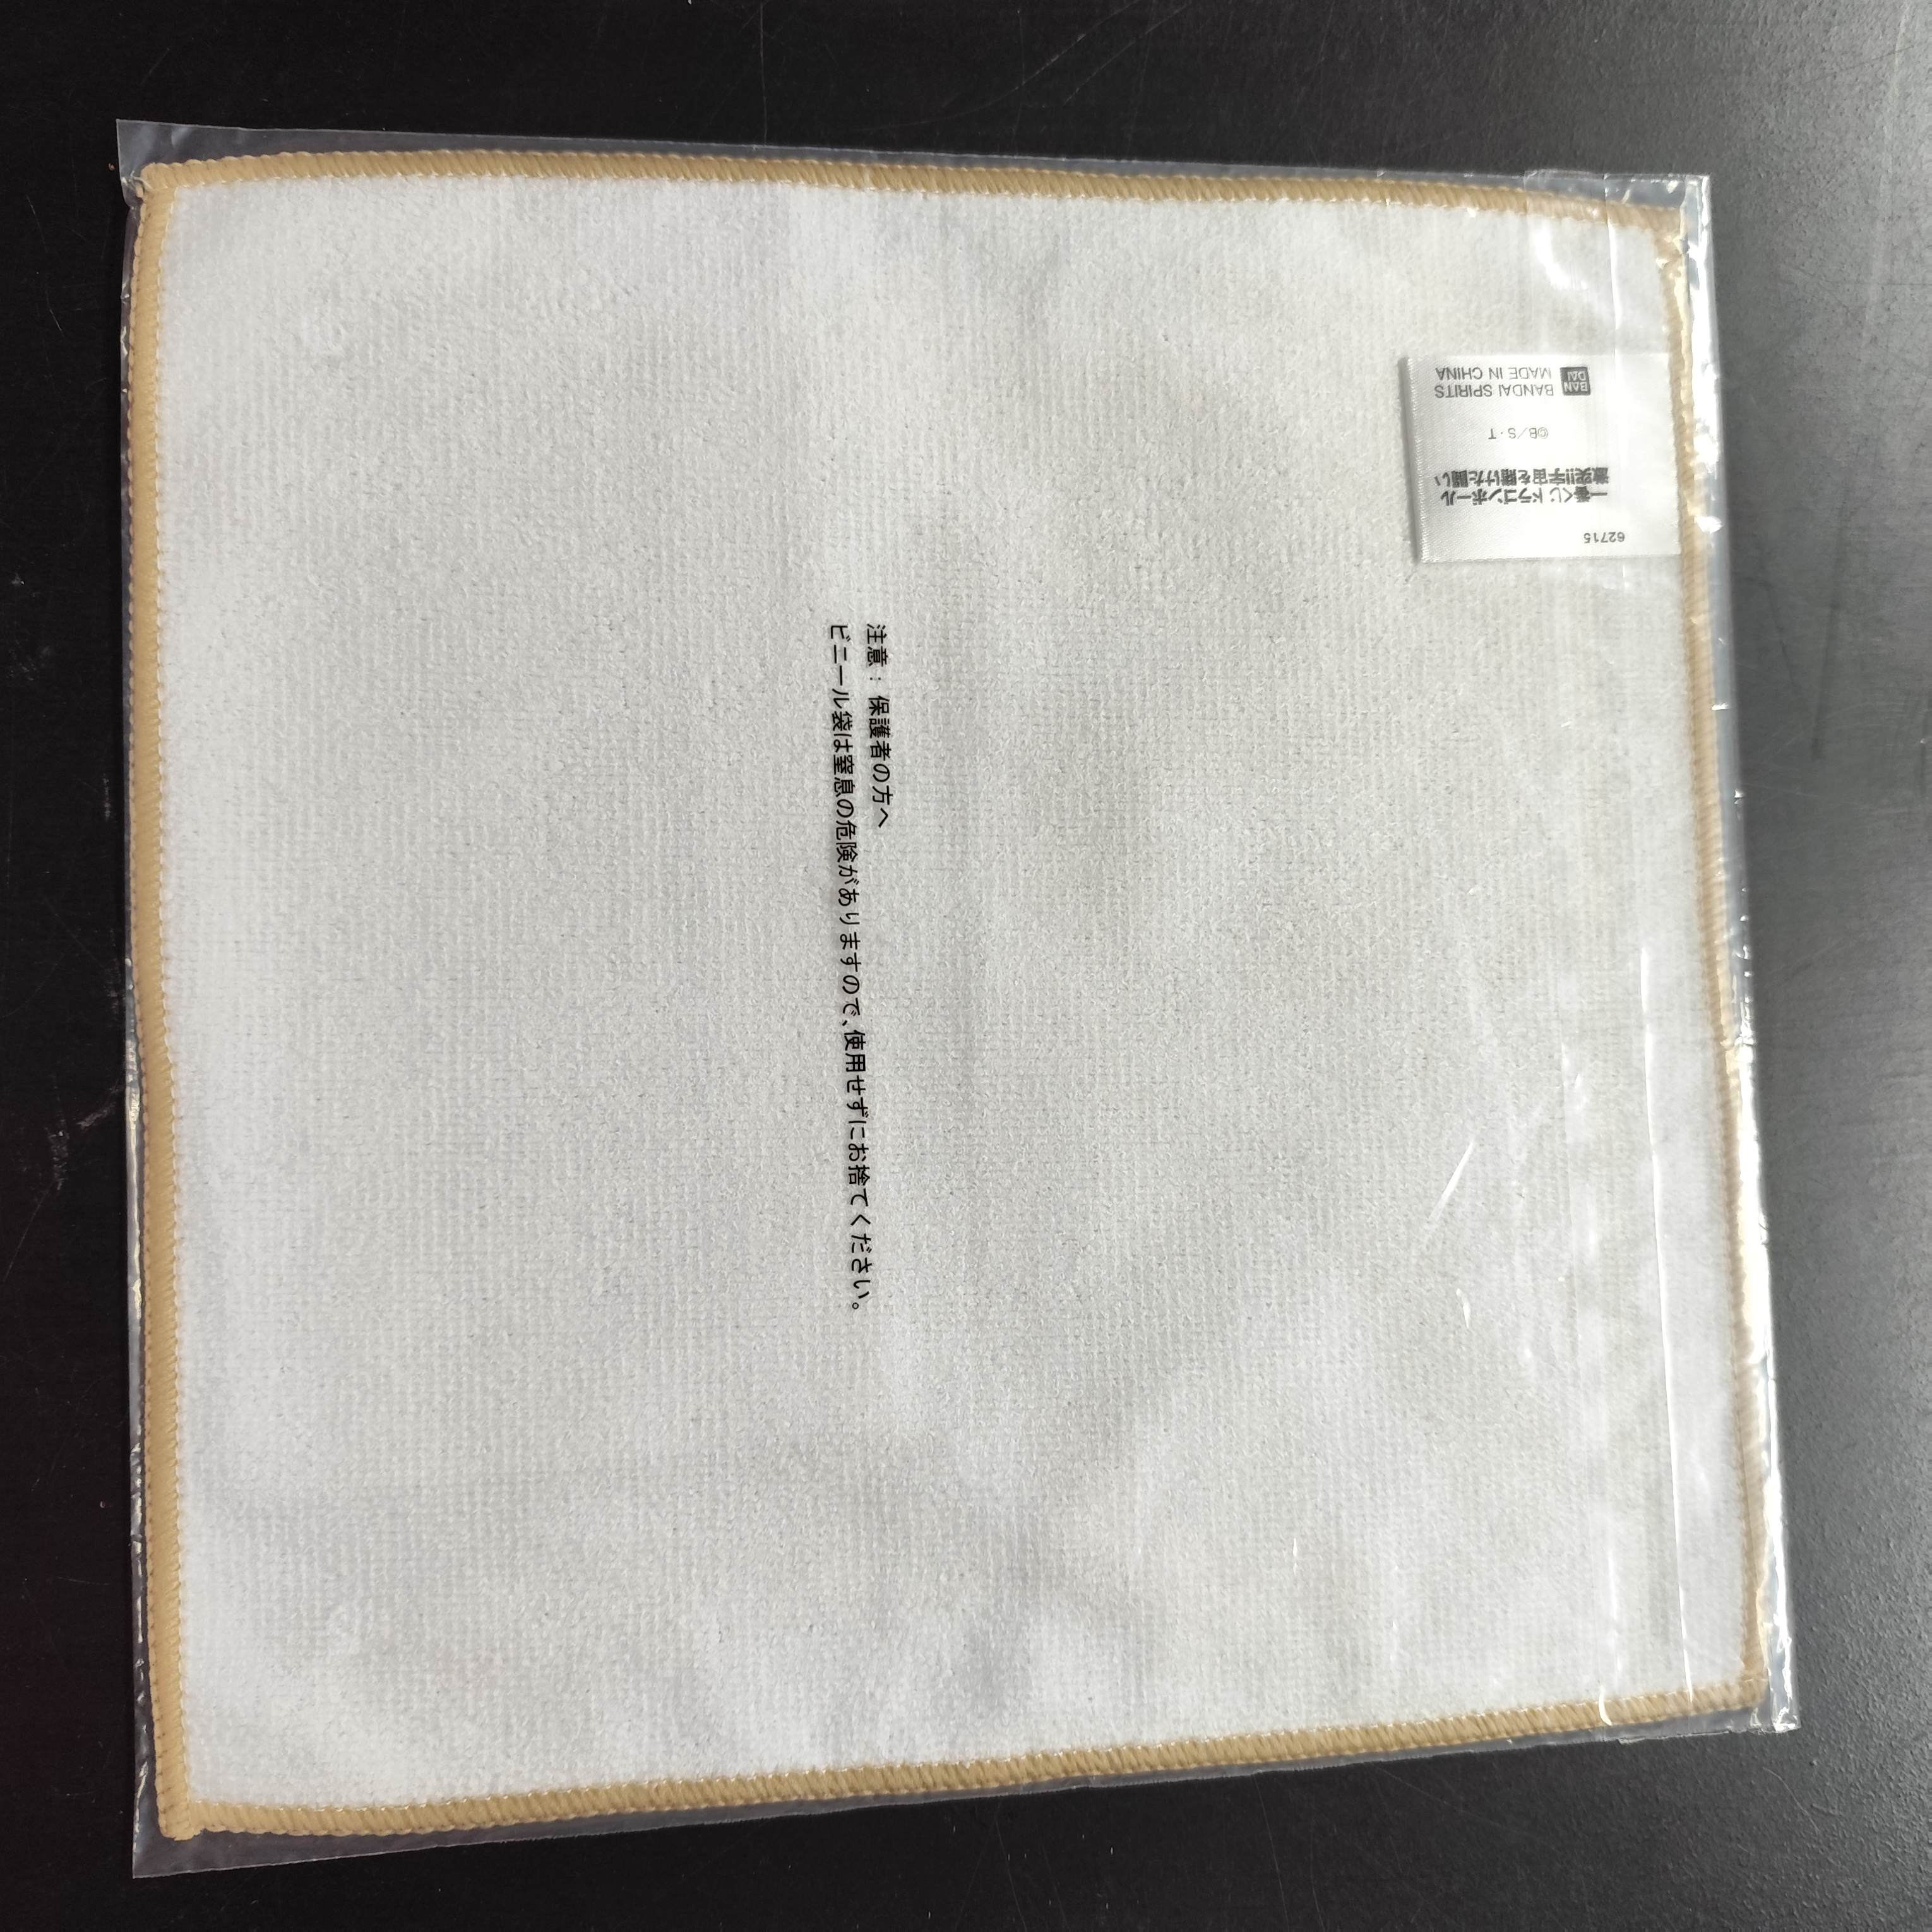 注意： 保護者の方へ
ビニール袋は窒息の危険がありますので、使用せずにお捨てください。
62715
一番くじ ドラゴンボール
激突!!宇宙を賭けた闘い
©B／S・T
BAN
DAI
BANDAI SPIRITS
MADE IN CHINA